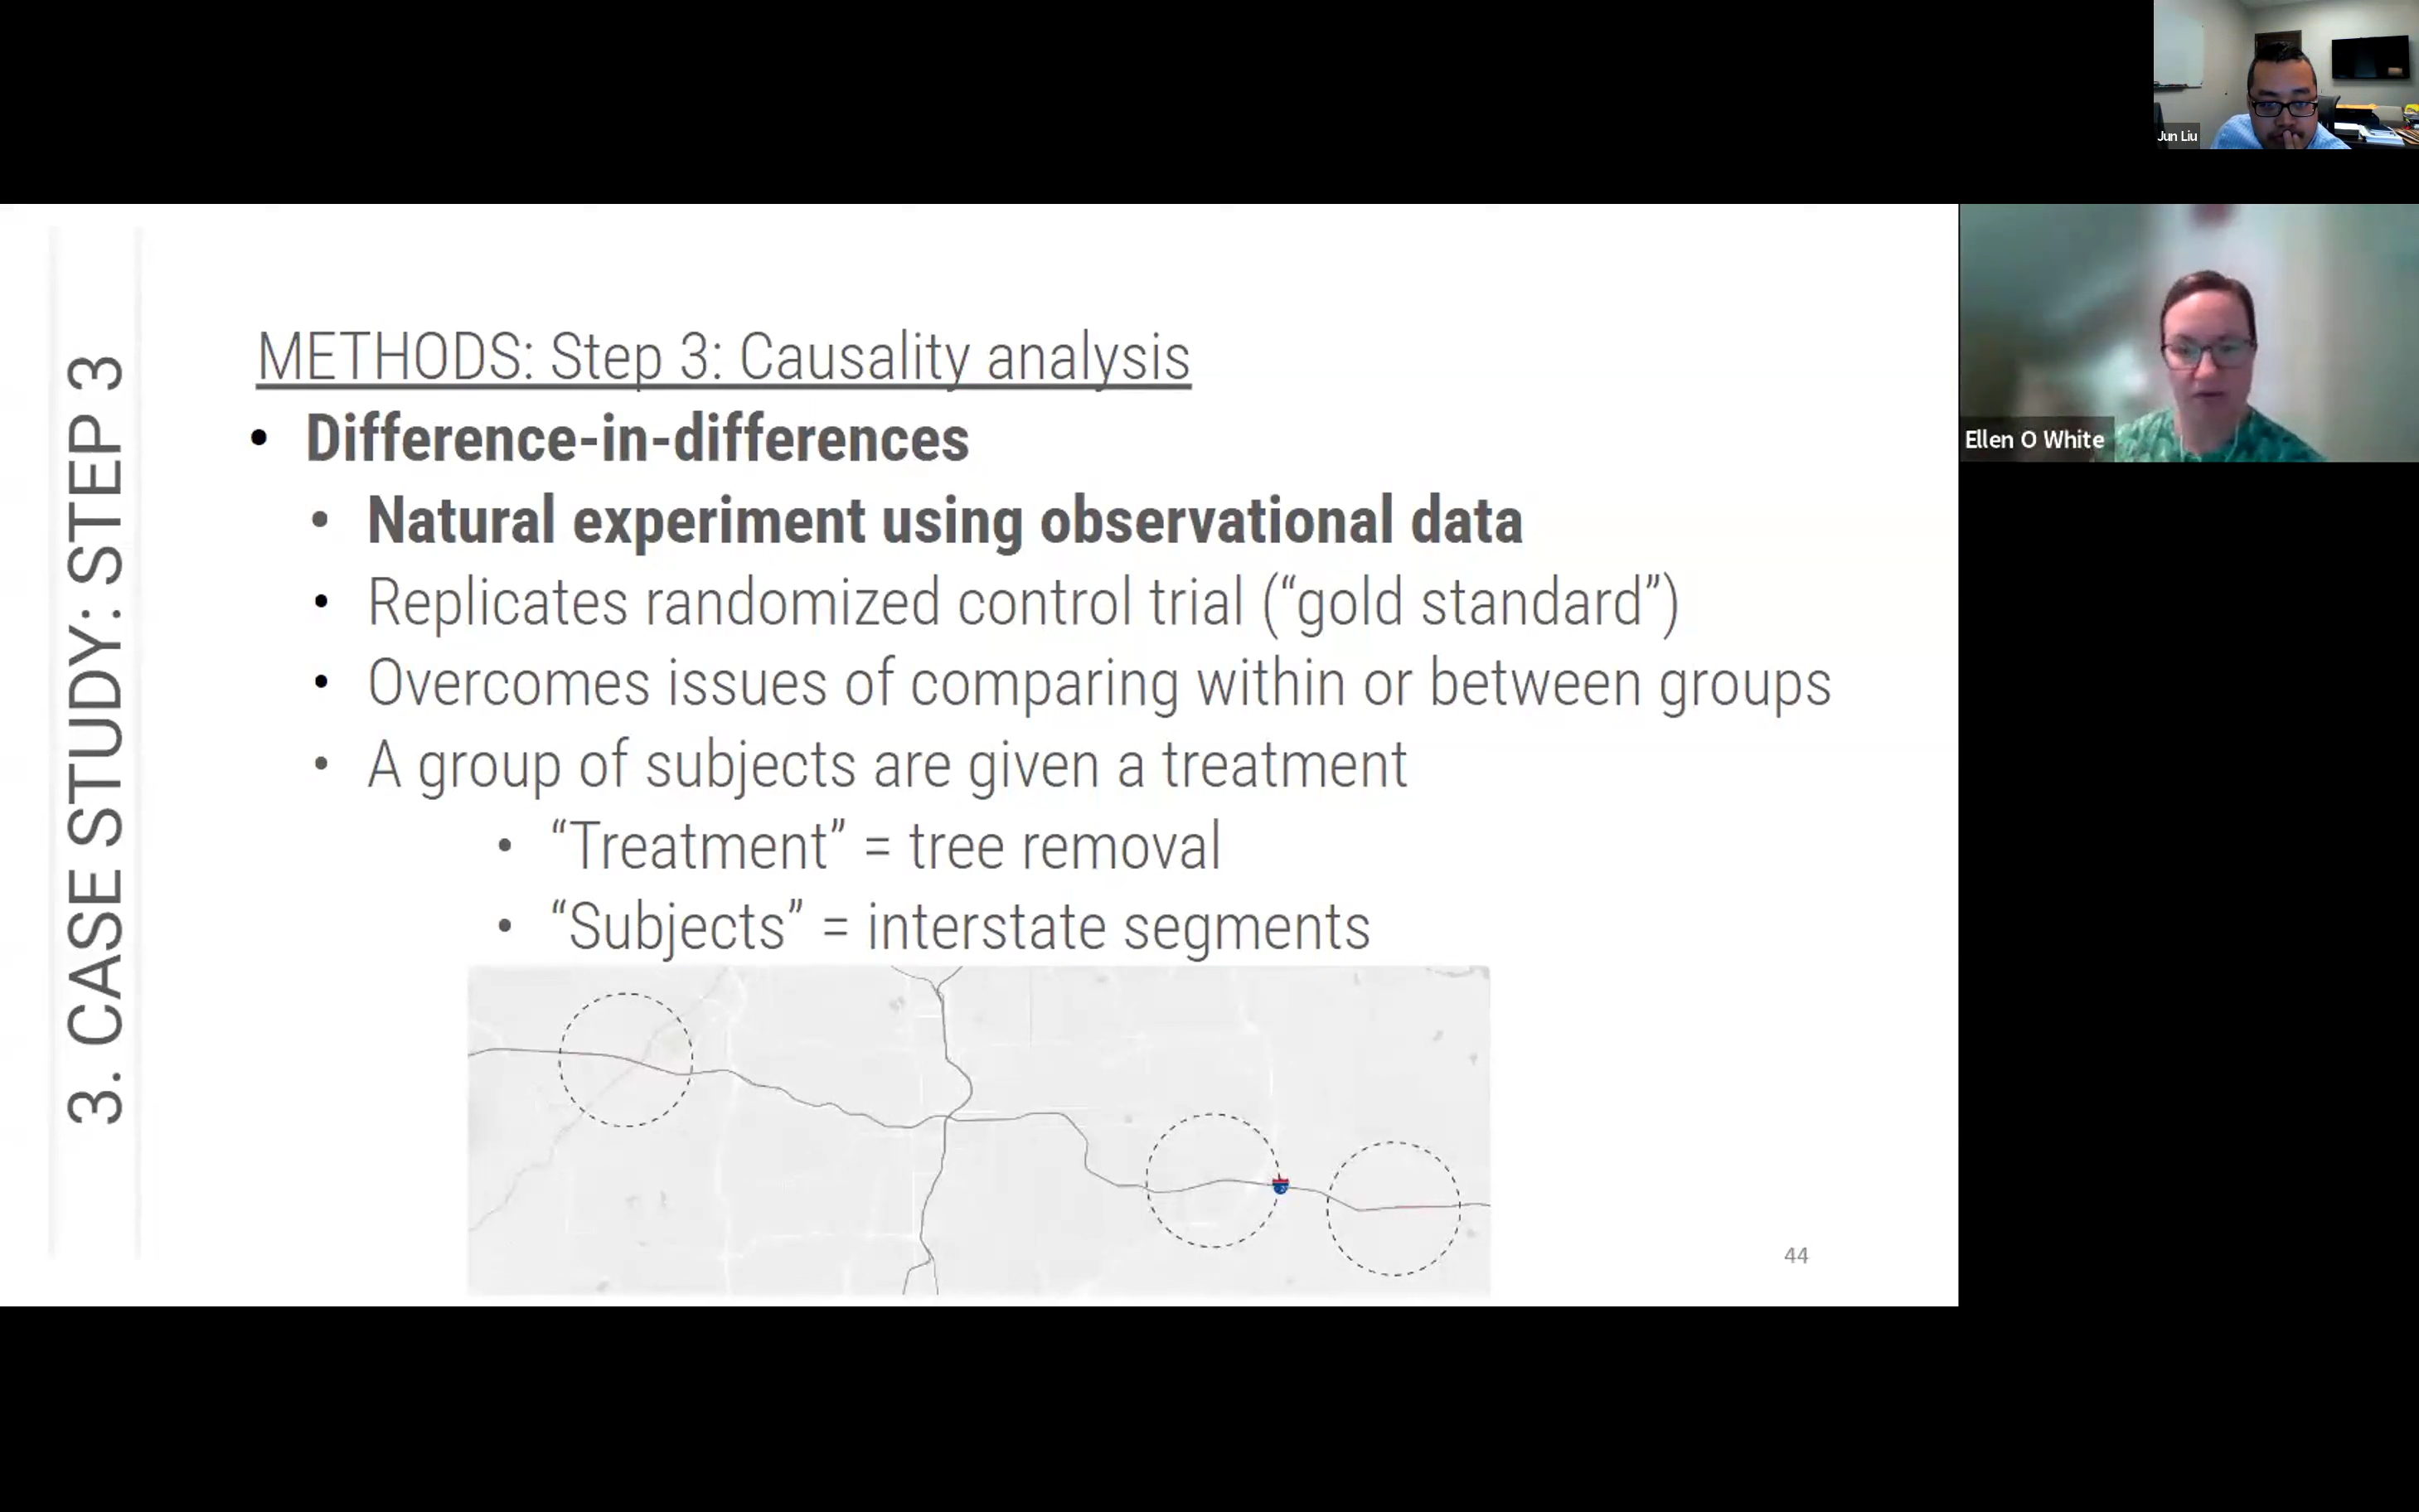 Jun Liu
Ellen O White
3. CASE STUDY: STEP 3
METHODS: Step 3: Causality analysis
• Difference-in-differences
• Natural experiment using observational data
• Replicates randomized control trial (“gold standard”)
• Overcomes issues of comparing within or between groups
• A group of subjects are given a treatment
• “Treatment” = tree removal
• “Subjects” = interstate segments
44